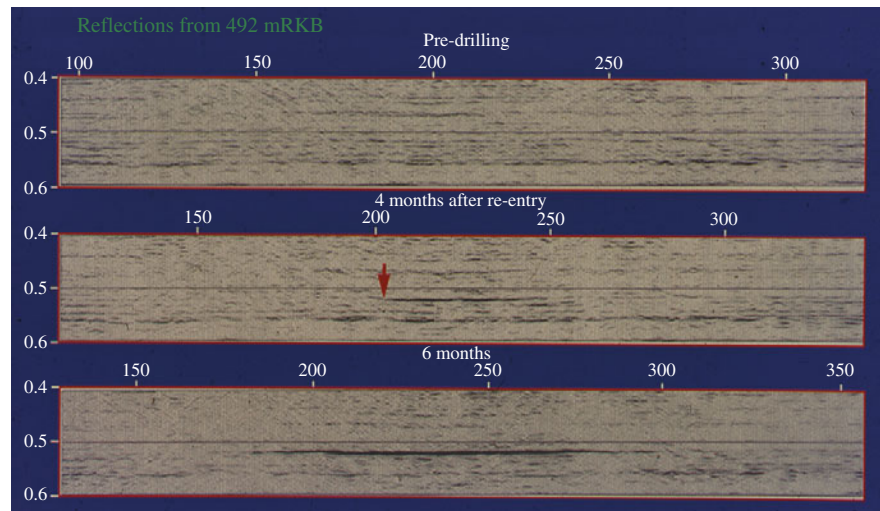 Reflections from 492 mRKB
Pre-drilling
100 150 200 250 300
0.4
0.5
0.6
4 months after re-entry
150 200 250 300
0.4
0.5
0.6
6 months
150 200 250 300 350
0.4
0.5
0.6